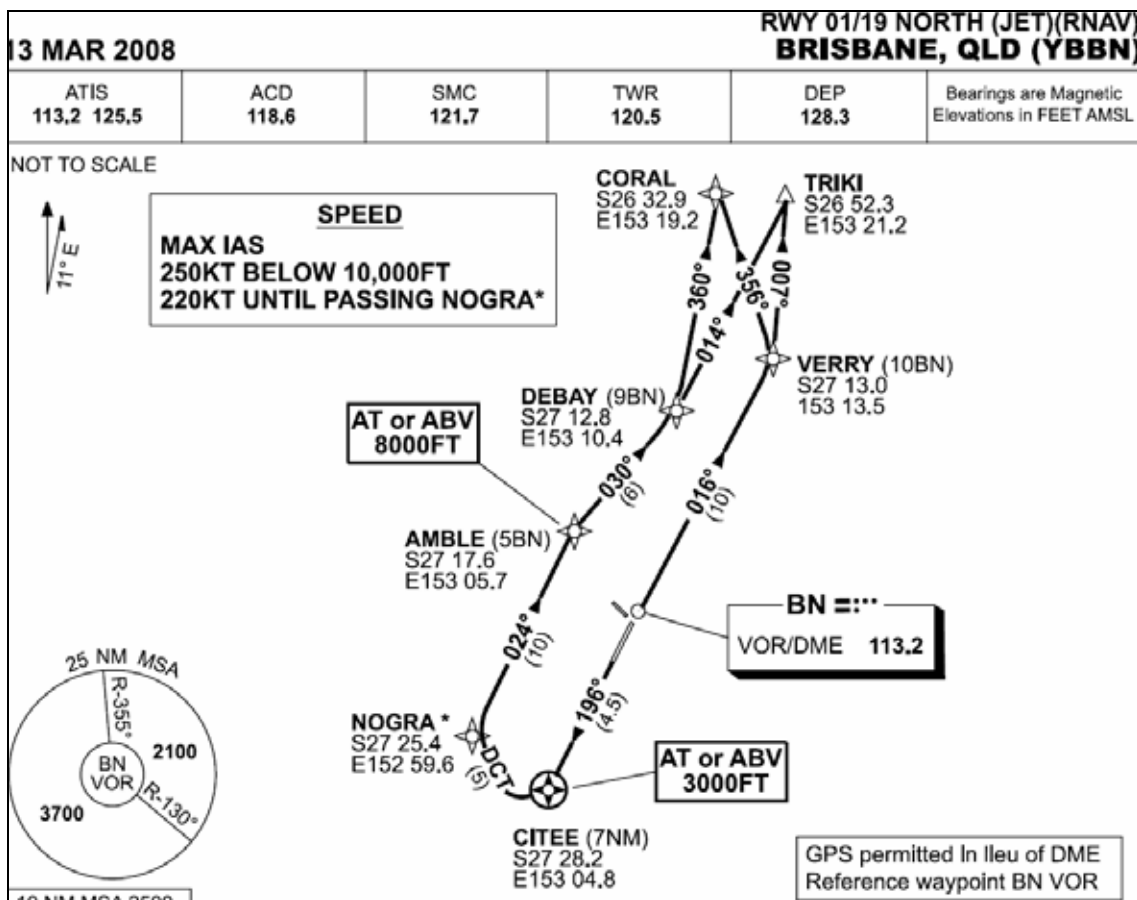 RWY 01/19 NORTH (JET)(RNAV)
13 MAR 2008
BRISBANE, QLD (YBBN)
ATIS
113.2 125.5
ACD
118.6
SMC
121.7
TWR
120.5
DEP
128.3
Bearings are Magnetic
Elevations in FEET AMSL
NOT TO SCALE
11° E
SPEED
MAX IAS
250KT BELOW 10,000FT
220KT UNTIL PASSING NOGRA*
CORAL
S26 32.9
E153 19.2
TRIKI
S26 52.3
E153 21.2
360°
014°
356°
007°
VERRY (10BN)
S27 13.0
153 13.5
DEBAY (9BN)
S27 12.8
E153 10.4
AT or ABV
8000FT
030°
(6)
016°
(10)
AMBLE (5BN)
S27 17.6
E153 05.7
024°
(10)
BN
VOR/DME 113.2
196°
(4.5)
NOGRA *
S27 25.4
E152 59.6
DCT
(5)
AT or ABV
3000FT
CITEE (7NM)
S27 28.2
E153 04.8
25 NM MSA
R-355°
2100
BN
VOR
R-130°
3700
GPS permitted In lieu of DME
Reference waypoint BN VOR